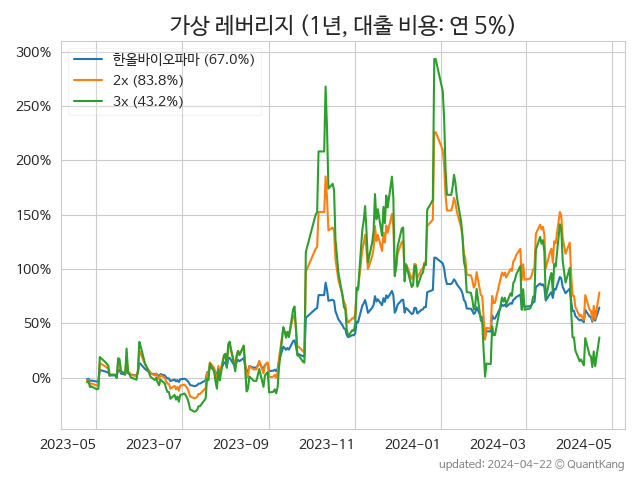 가상 레버리지 (1년, 대출 비용: 연 5%)
300%
250%
200%
150%
100%
50%
0%
한올바이오파마 (67.0%)
2x (83.8%)
3x (43.2%)
2023-05 2023-07 2023-09 2023-11 2024-01 2024-03 2024-05
updated: 2024-04-22 © QuantKang